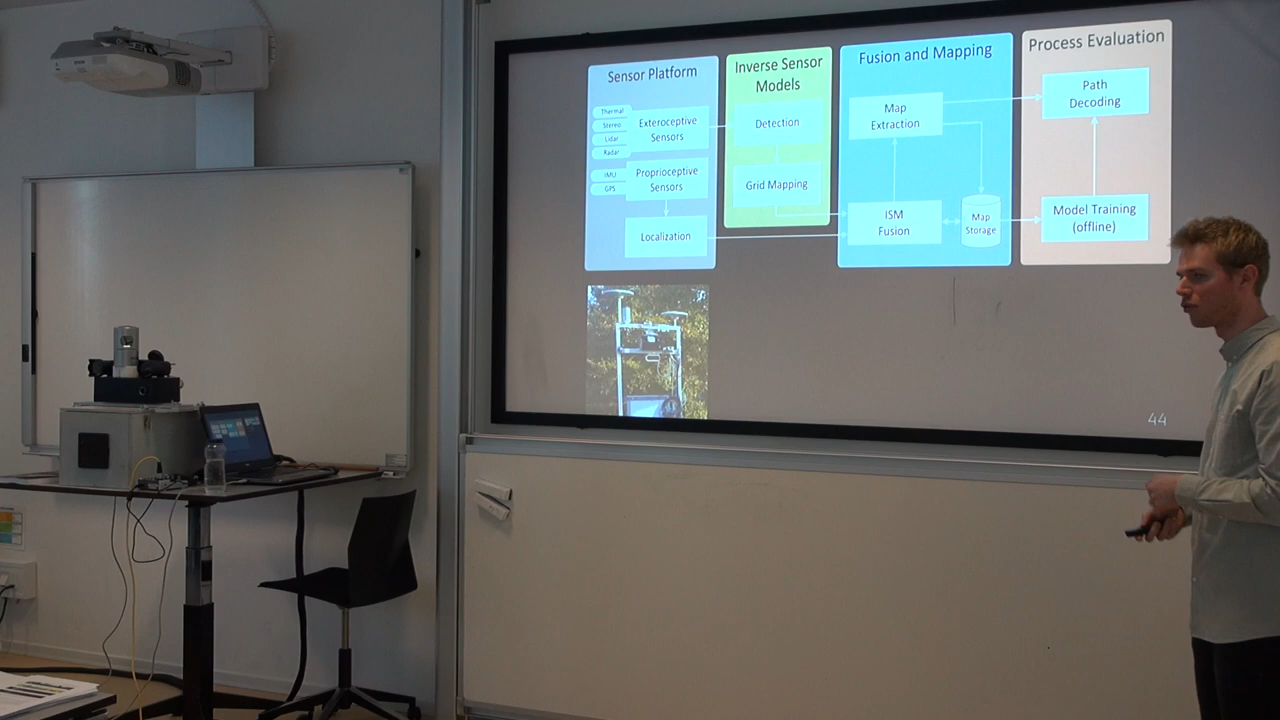 Sensor Platform
Thermal
Stereo
Lidar
Radar
Exteroceptive
Sensors
IMU
GPS
Proprioceptive
Sensors
Localization
Inverse Sensor
Models
Detection
Grid Mapping
Fusion and Mapping
Map
Extraction
ISM
Fusion
Map
Storage
Process Evaluation
Path
Decoding
Model Training
(offline)
44